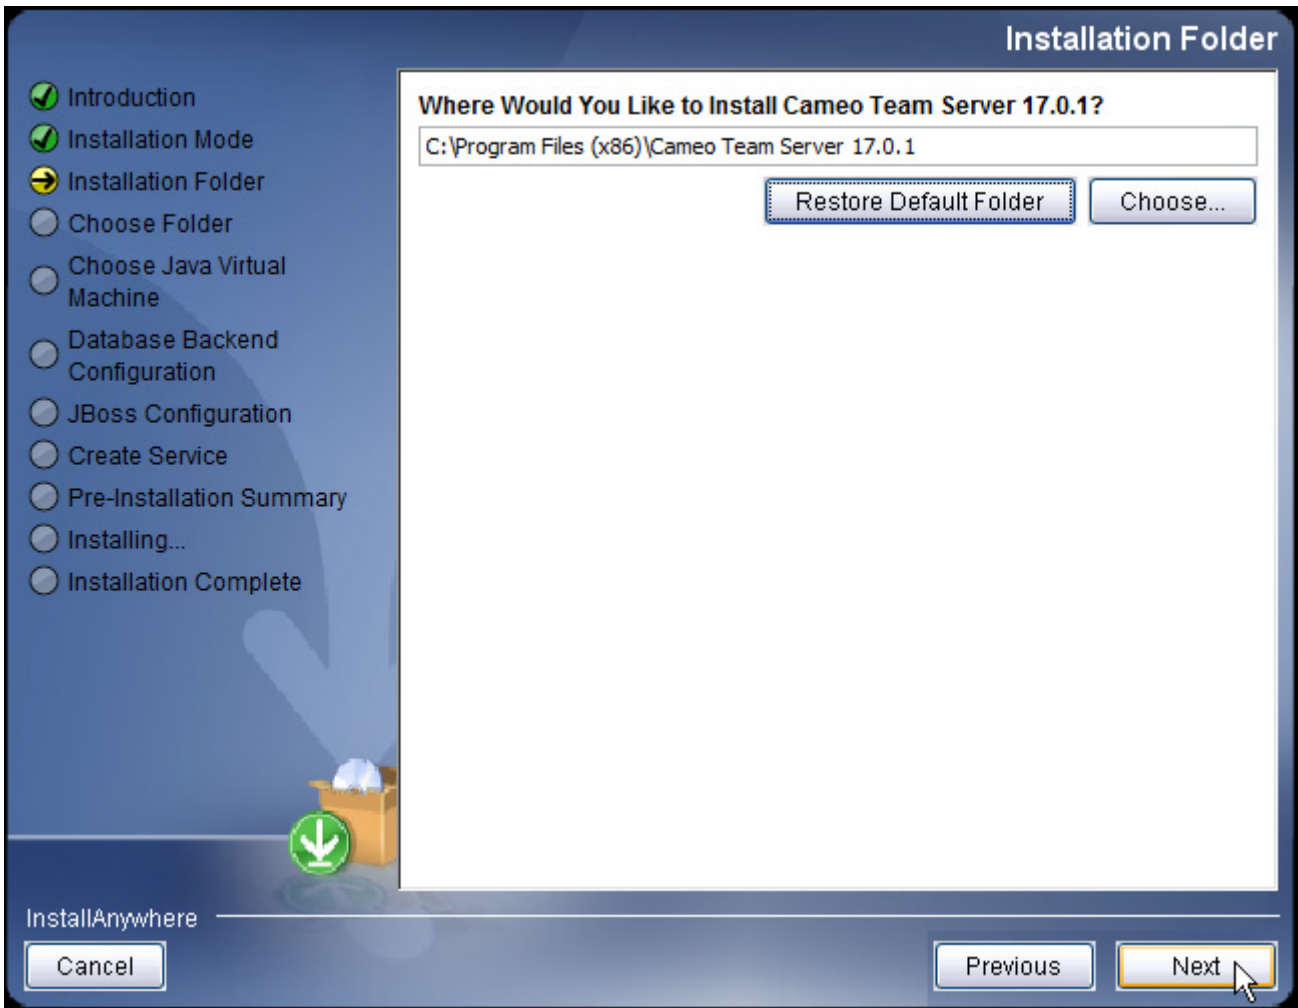 Installation Folder
Introduction
Installation Mode
Installation Folder
Choose Folder
Choose Java Virtual
Machine
Database Backend
Configuration
JBoss Configuration
Create Service
Pre-Installation Summary
Installing...
Installation Complete
Where Would You Like to Install Cameo Team Server 17.0.1?
C:\Program Files (x86)\Cameo Team Server 17.0.1
Restore Default Folder
Choose...
InstallAnywhere
Cancel
Previous
Next